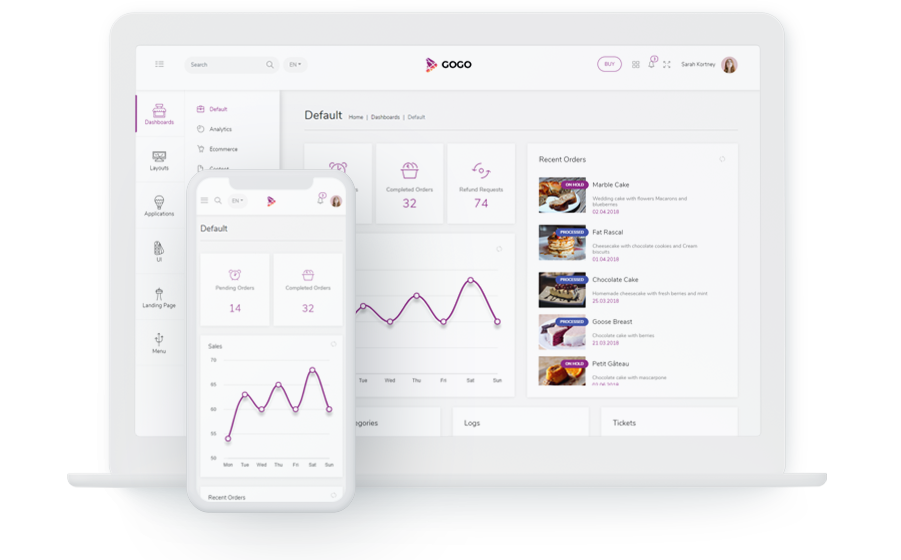 Search
EN
GOGO
BUY
3
Sarah Kortney
Dashboards
Layouts
Applications
UI
Landing Page
Menu
Default
Analytics
Ecommerce
Content
Default
Home | Dashboards | Default
Completed Orders
32
Refund Requests
74
Tue Wed Thu Fri Sat Sun
Recent Orders
ON HOLD
Marble Cake
Wedding cake with flowers Macarons and
blueberries
02.04.2018
PROCESSED
Fat Rascal
Cheesecake with chocolate cookies and Cream
biscuits
01.04.2018
PROCESSED
Chocolate Cake
Homemade cheesecake with fresh berries and mint
25.03.2018
PROCESSED
Goose Breast
Chocolate cake with berries
21.03.2018
ON HOLD
Petit Gâteau
Chocolate cake with mascarpone
Logs
Tickets
EN
3
Default
Pending Orders
14
Completed Orders
32
Sales
70
65
60
55
50
Mon Tue Wed Thu Fri Sat Sun
Recent Orders